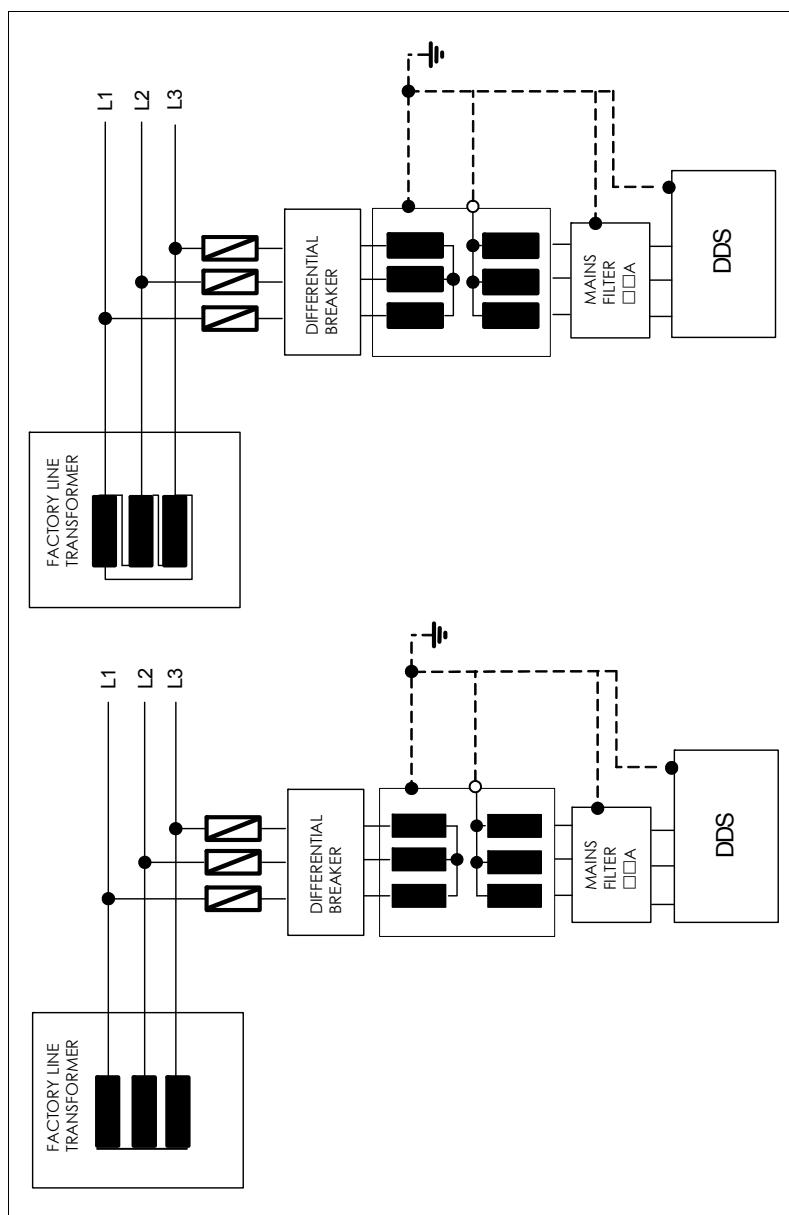 L1
L2
L3
FACTORY LINE
TRANSFORMER
DIFFERENTIAL
BREAKER
MAINS
FILTER
□□A
DDS
L1
L2
L3
FACTORY LINE
TRANSFORMER
DIFFERENTIAL
BREAKER
MAINS
FILTER
□□A
DDS